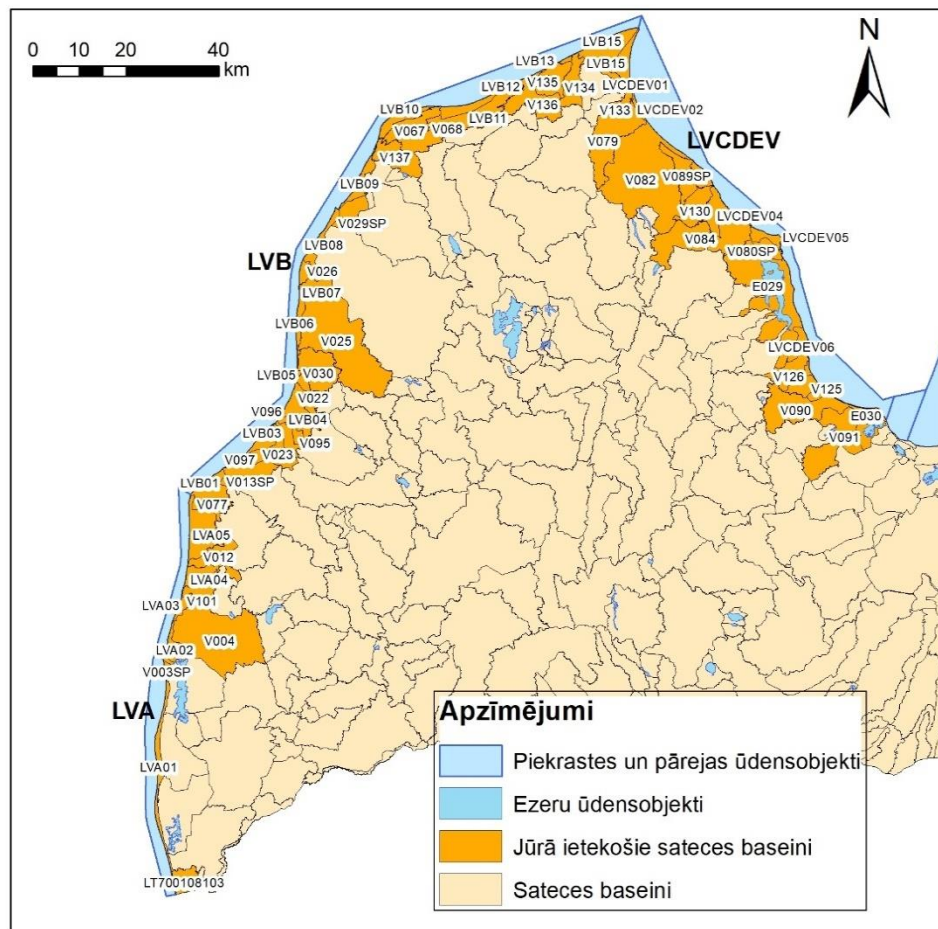 0 10 20 40
km
N
LVB15
LVB13
LVB15
V135
LVB12
V134
LVCDEV01
LVB10
V136
V133
LVCDEV02
LVB11
V067
V068
V079
LVCDEV
V137
LVB09
V082
V089SP
V130
LVCDEV04
V029SP
V084
LVCDEV05
LVB08
V080SP
LVB
V026
E029
LVB07
LVB06
V025
LVCDEV06
LVB05
V030
V126
V022
V125
V096
LVB04
V090
E030
LVB03
V095
V091
V097
V023
LVB01
V013SP
V077
LVA05
V012
LVA04
LVA03
V101
V004
LVA02
V003SP
LVA
LVA01
LT700108103
Apzīmējumi
Piekrastes un pārejas ūdensobjekti
Ezeru ūdensobjekti
Jūrā ietekošie sateces baseini
Sateces baseini